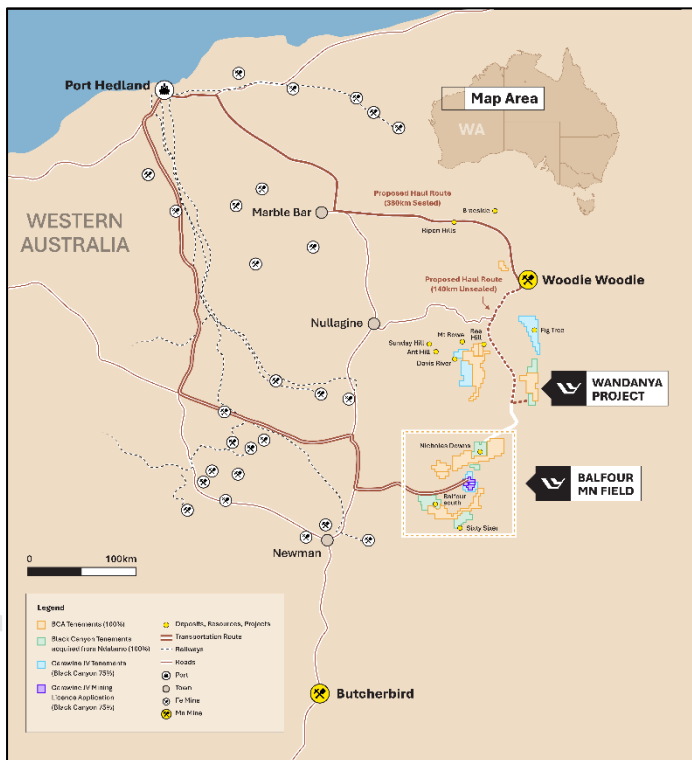 Port Hedland
Map Area
WA
WESTERN
AUSTRALIA
Marble Bar
Proposed Haul Route
(380km Sealed)
Braeside
Ripon Hills
Woodie Woodie
Proposed Haul Route
(140km Unsealed)
Nullagine
Fig Tree
Sunday Hill
Mt Rove
Ant Hill
Davis River
WANDANYA
PROJECT
Nicholas Downs
BALFOUR
MN FIELD
Balfour
South
Sixty Sixer
Newman
0
100km
Legend
BCA Tenements (100%)
Black Canyon Tenements
acquired from
(100%)
Carawine JV Tenements
(Black Canyon 75%)
Carawine JV Mining
Licence Application
(Black Canyon 75%)
Deposits, Resources, Projects
Transportation Route
Railways
Roads
Port
Town
Fe Mine
Mn Mine
Butcherbird